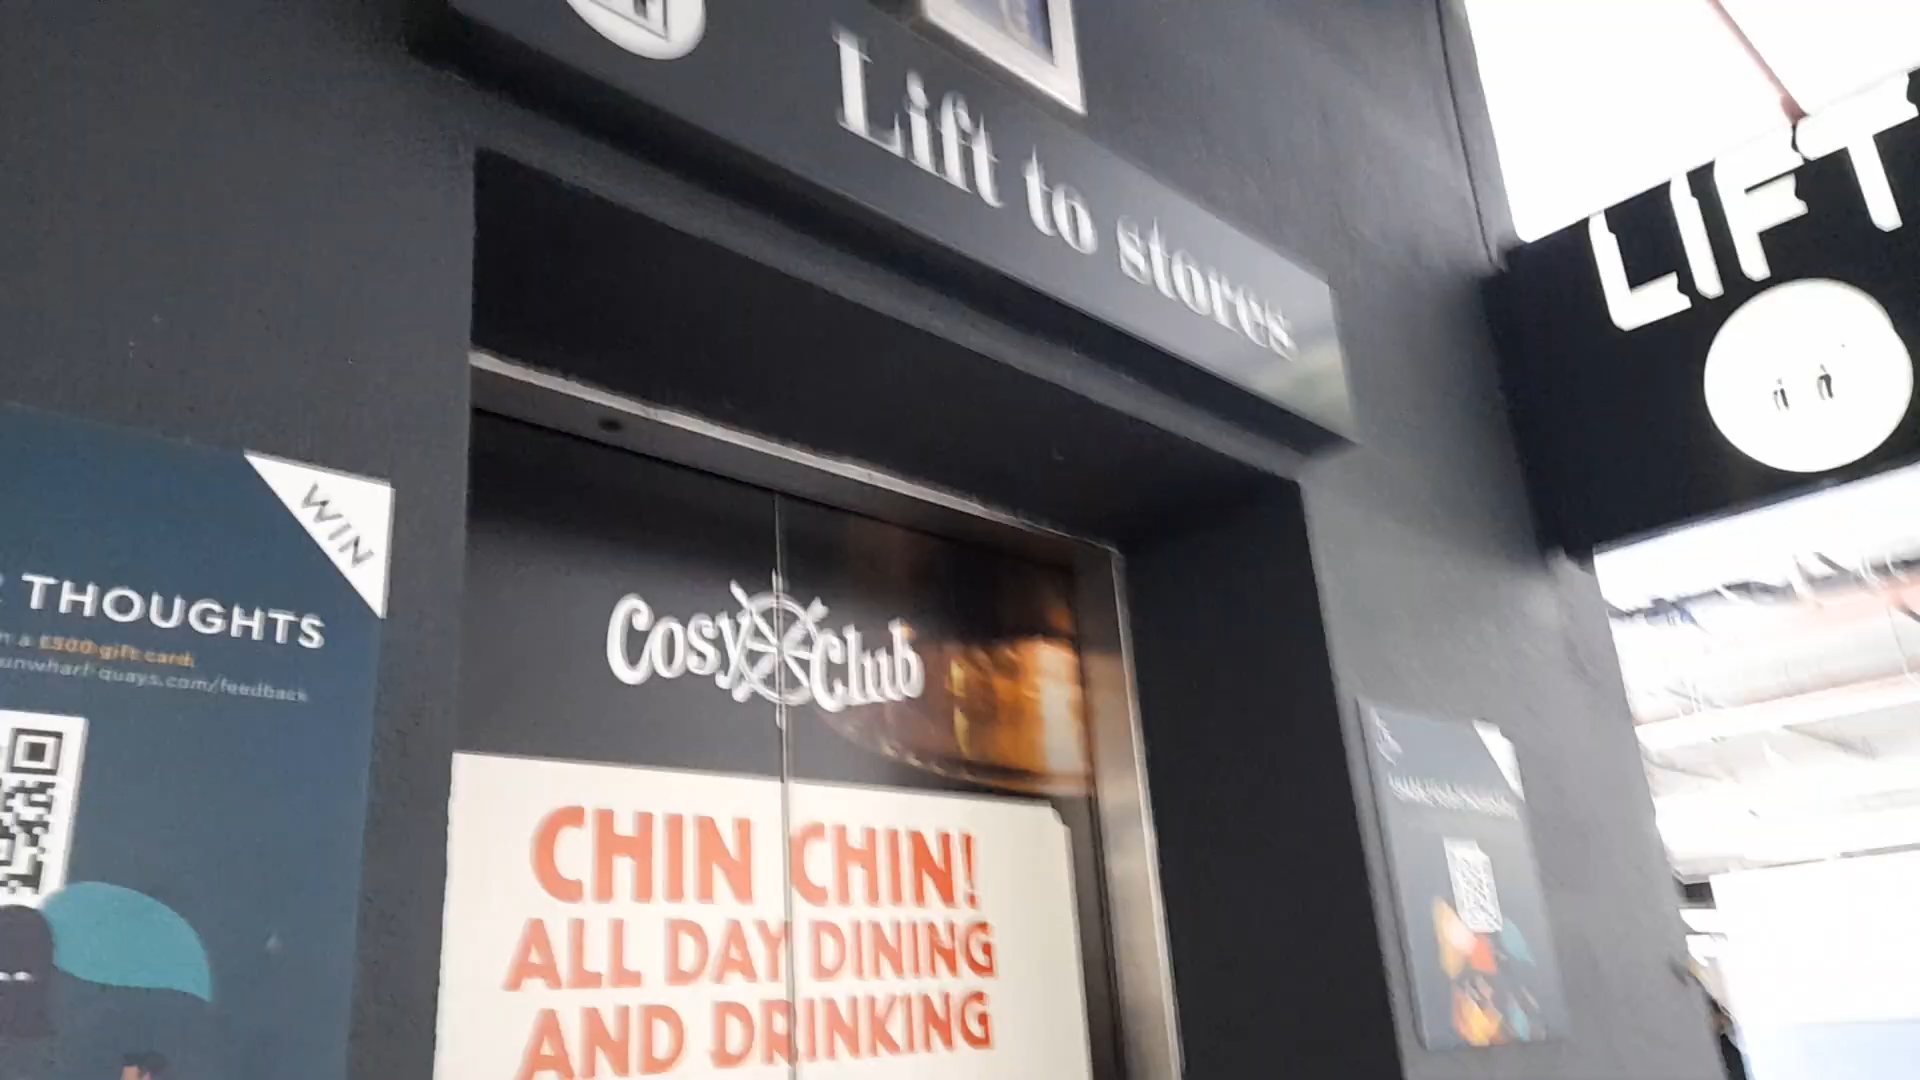 Lift to stores
LIFT
WIN
THOUGHTS
a £500 gift card
unwharf-quays.com/feedback
Cosy Club
CHIN CHIN!
ALL DAY DINING
AND DRINKING